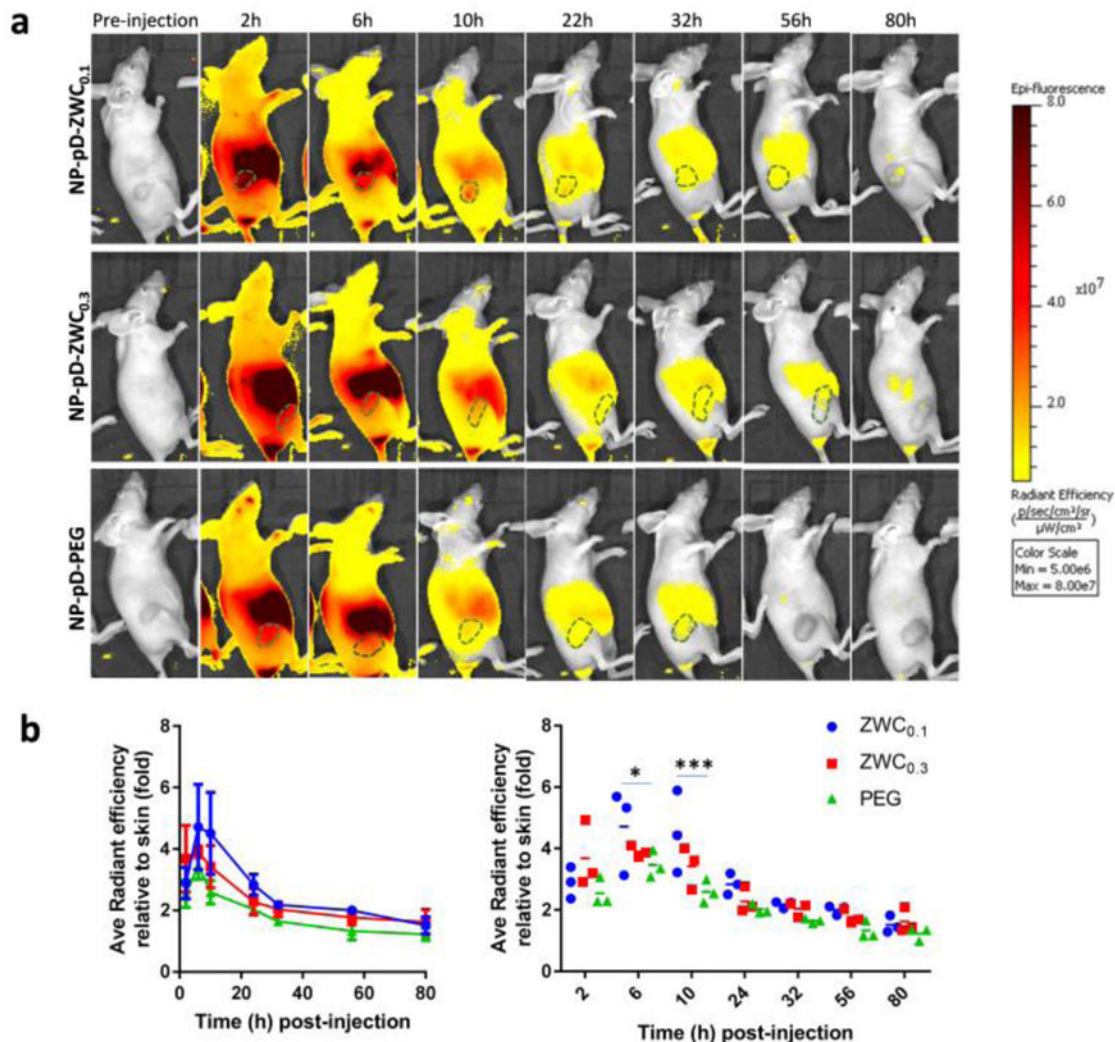 a
Pre-injection 2h 6h 10h 22h 32h 56h 80h
NP-pD-ZWC0.1
NP-pD-ZWC0.3
NP-pD-PEG
Epi-fluorescence
8.0
6.0
x10⁷
4.0
2.0
Radiant Efficiency
(p/sec/cm²/sr / µW/cm²)
Color Scale
Min = 5.00e6
Max = 8.00e7
b
Ave Radiant efficiency
relative to skin (fold)
8
6
4
2
0
0 20 40 60 80
Time (h) post-injection
Ave Radiant efficiency
relative to skin (fold)
8
6
4
2
0
* ***
2 6 10 24 32 56 80
Time (h) post-injection
ZWC0.1
ZWC0.3
PEG